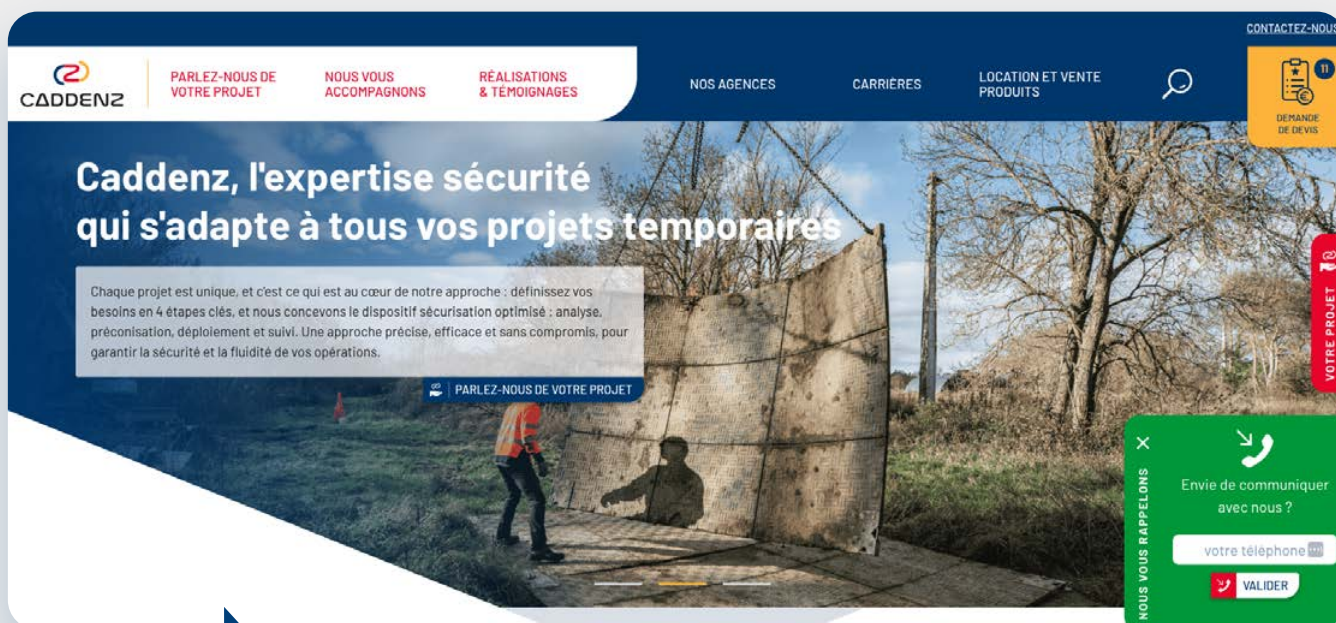 CONTACTEZ-NOUS
CADDENZ
PARLEZ-NOUS DE
VOTRE PROJET
NOUS VOUS
ACCOMPAGNONS
RÉALISATIONS
& TÉMOIGNAGES
NOS AGENCES
CARRIÈRES
LOCATION ET VENTE
PRODUITS
11
DEMANDE
DE DEVIS
Caddenz, l'expertise sécurité
qui s'adapte à tous vos projets temporaires
Chaque projet est unique, et c'est ce qui est au cœur de notre approche : définissez vos
besoins en 4 étapes clés, et nous concevons le dispositif sécurisation optimisé : analyse,
préconisation, déploiement et suivi. Une approche précise, efficace et sans compromis, pour
garantir la sécurité et la fluidité de vos opérations.
PARLEZ-NOUS DE VOTRE PROJET
VOTRE PROJET
NOUS VOUS RAPPELONS
Envie de communiquer
avec nous ?
votre téléphone
VALIDER